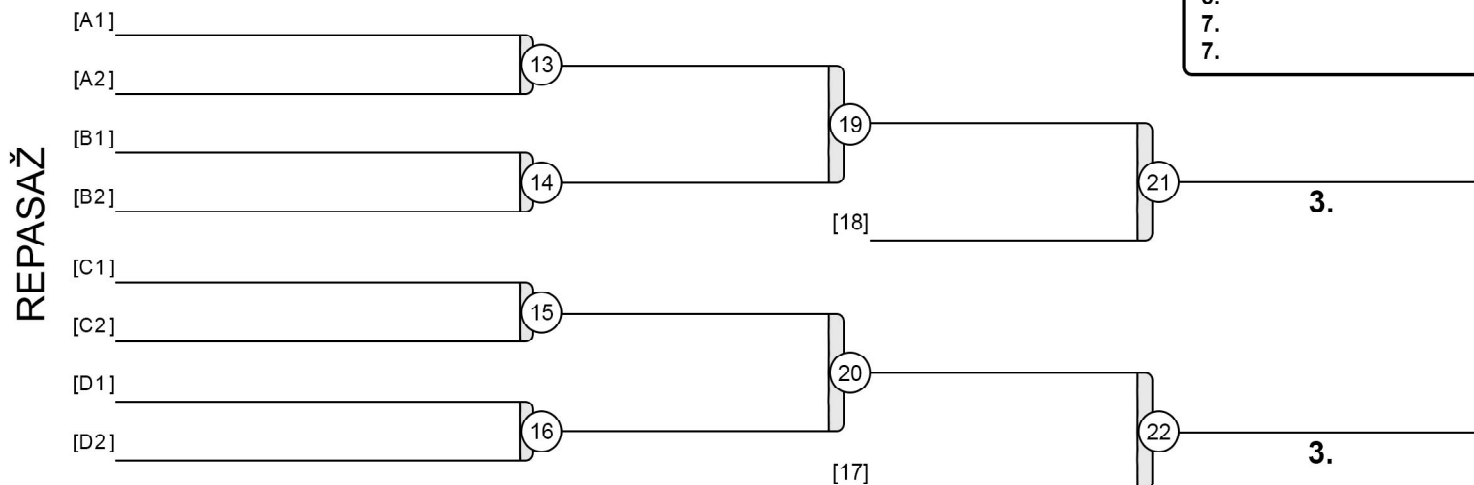 7.
7.
REPASAŽ
[A1]
[A2]
13
[B1]
[B2]
14
19
[18]
21
3.
[C1]
[C2]
15
[D1]
[D2]
16
20
[17]
22
3.